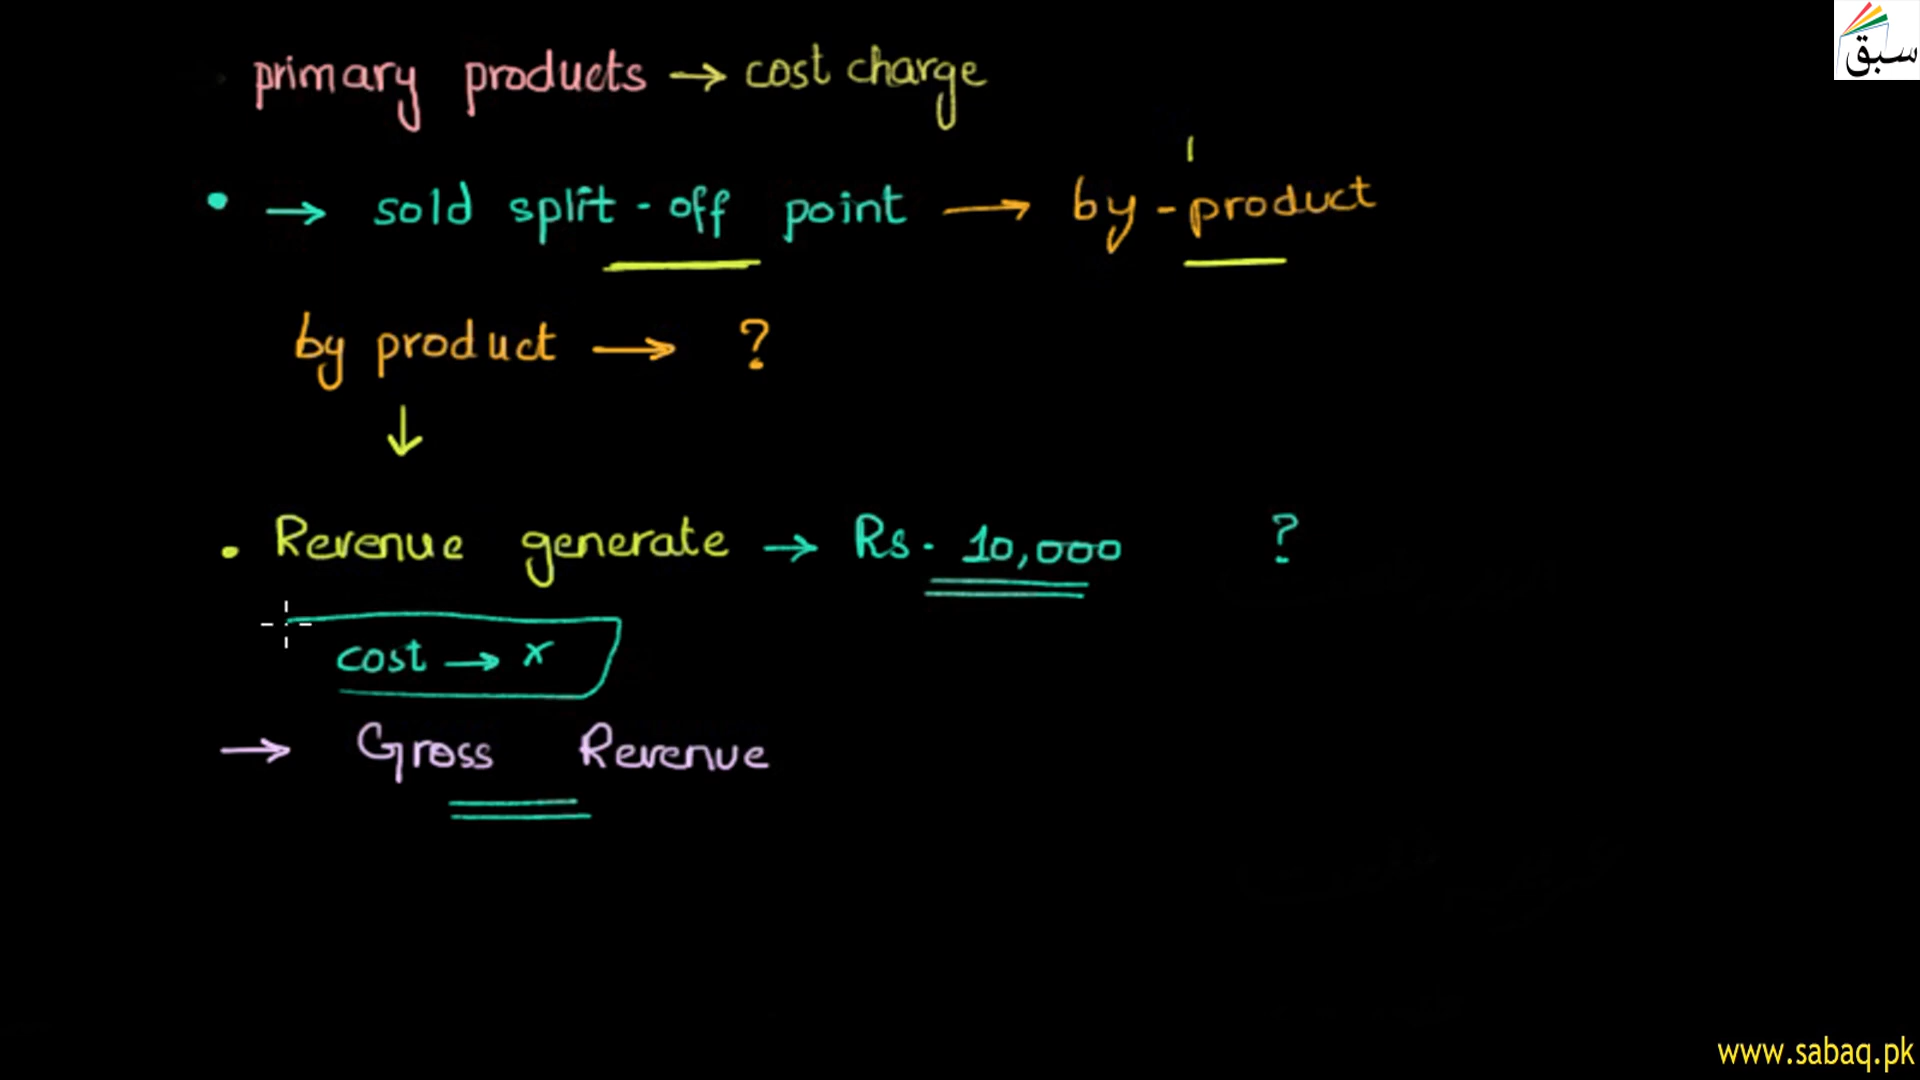 سبق
primary products → cost charge
• → sold split-off point → by-product
by product → ?
↓
• Revenue generate → Rs. 10,000 ?
cost → x
→ Gross Revenue
www.sabaq.pk